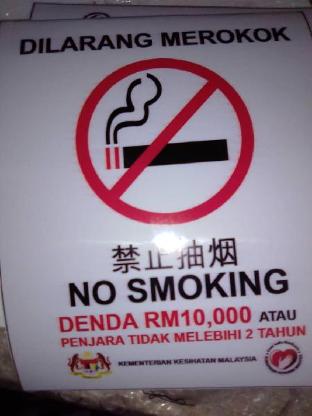 DILARANG MEROKOK
禁止抽烟
NO SMOKING
DENDA RM10,000 ATAU
PENJARA TIDAK MELEBIHI 2 TAHUN
KEMENTERIAN KESIHATAN MALAYSIA